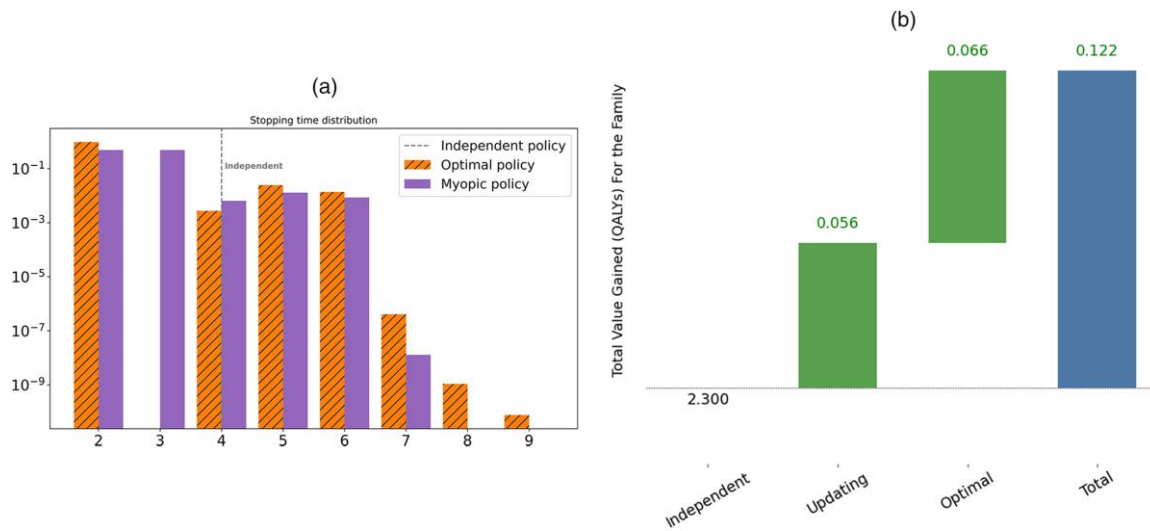 (a)
Stopping time distribution
Independent policy
Optimal policy
Myopic policy
Independent
10⁻¹
10⁻³
10⁻⁵
10⁻⁷
10⁻⁹
2 3 4 5 6 7 8 9
(b)
Total Value Gained (QALYs) For the Family
0.066
0.122
0.056
2.300
Independent
Updating
Optimal
Total